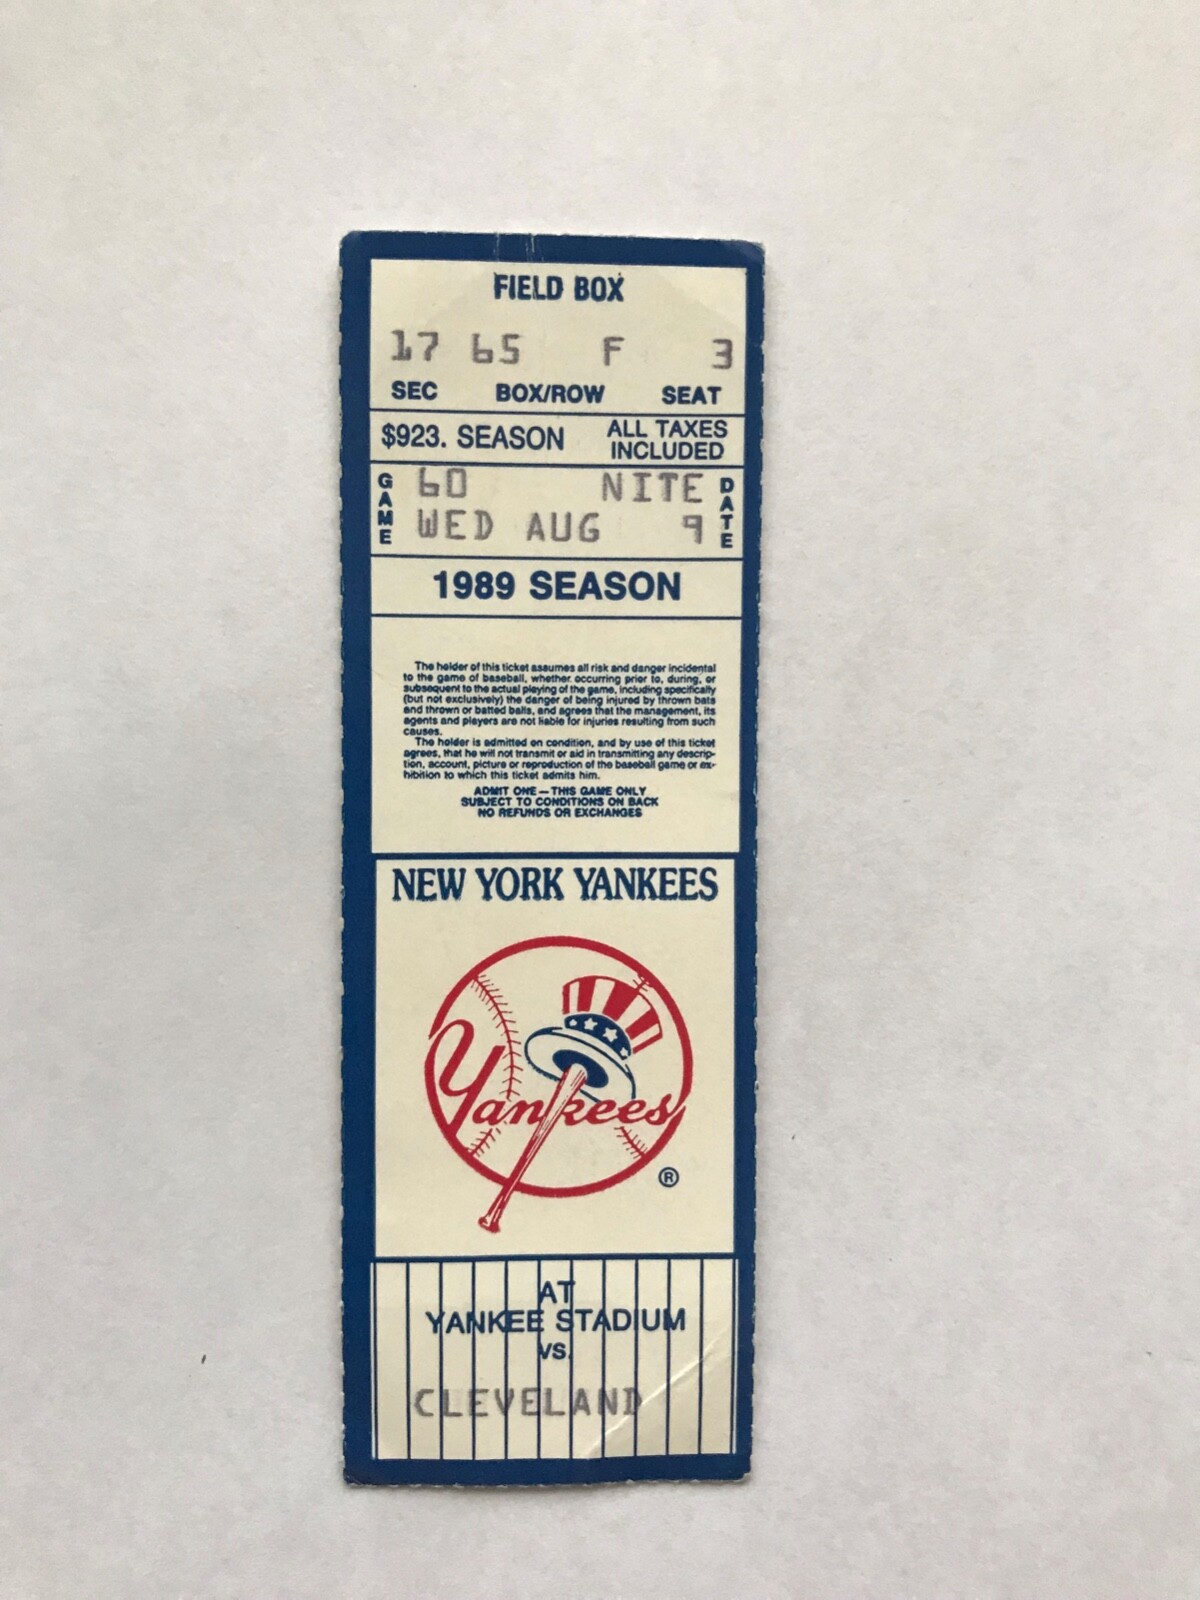 FIELD BOX
17 65 F 3
SEC BOX/ROW SEAT
$923. SEASON ALL TAXES INCLUDED
GAME 60 NITE DATE
WED AUG 9
1989 SEASON
The holder of this ticket assumes all risk and danger incidental
to the game of baseball, whether occurring prior to, during, or
subsequent to the actual playing of the game, including specifically
(but not exclusively) the danger of being injured by thrown bats
and thrown or batted balls, and agrees that the management, its
agents and players are not liable for injuries resulting from such
causes.
The holder is admitted on condition, and by use of this ticket
agrees, that he will not transmit or aid in transmitting any descrip-
tion, account, picture or reproduction of the baseball game or ex-
hibition to which this ticket admits him.
ADMIT ONE — THIS GAME ONLY
SUBJECT TO CONDITIONS ON BACK
NO REFUNDS OR EXCHANGES
NEW YORK YANKEES
Yankees
®
AT
YANKEE STADIUM
VS.
CLEVELAND